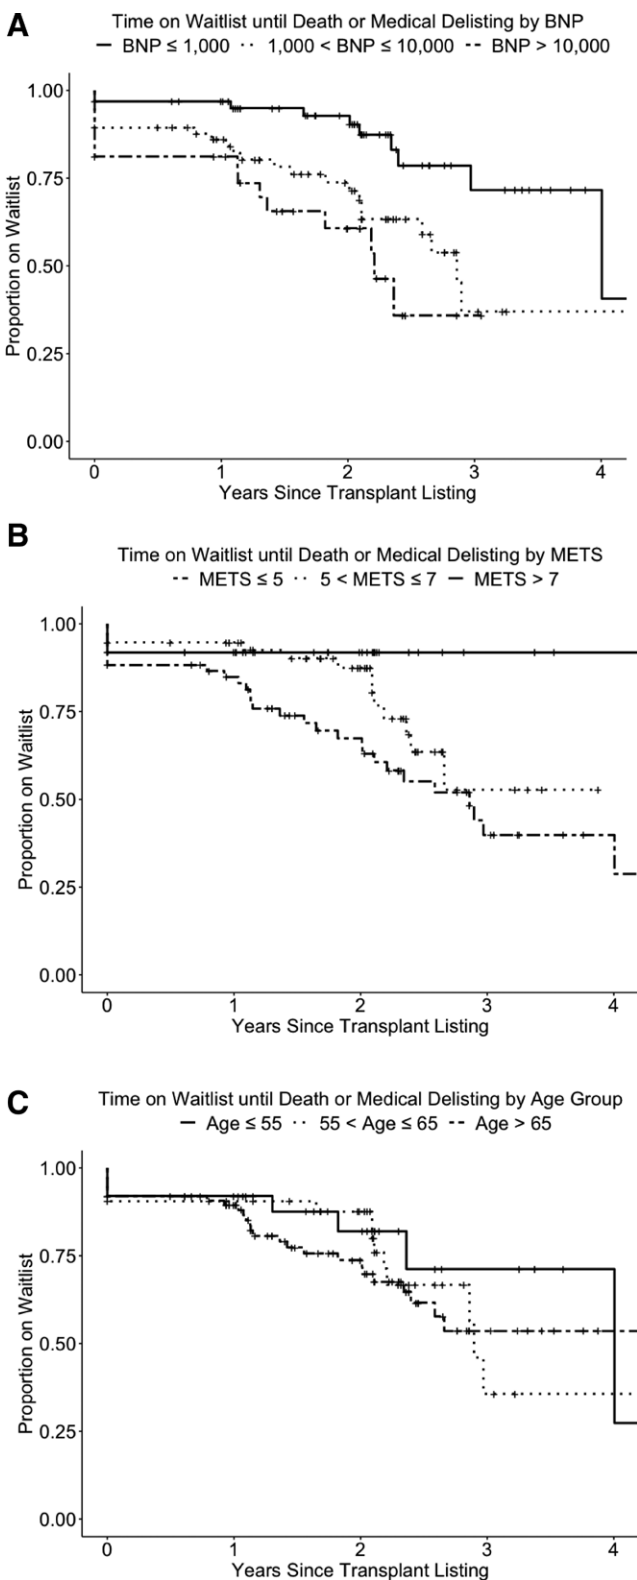 A
Time on Waitlist until Death or Medical Delisting by BNP
BNP ≤ 1,000 1,000 < BNP ≤ 10,000 BNP > 10,000
Proportion on Waitlist
1.00
0.75
0.50
0.25
0.00
0 1 2 3 4
Years Since Transplant Listing
B
Time on Waitlist until Death or Medical Delisting by METS
METS ≤ 5 5 < METS ≤ 7 METS > 7
Proportion on Waitlist
1.00
0.75
0.50
0.25
0.00
0 1 2 3 4
Years Since Transplant Listing
C
Time on Waitlist until Death or Medical Delisting by Age Group
Age ≤ 55 55 < Age ≤ 65 Age > 65
Proportion on Waitlist
1.00
0.75
0.50
0.25
0.00
0 1 2 3 4
Years Since Transplant Listing